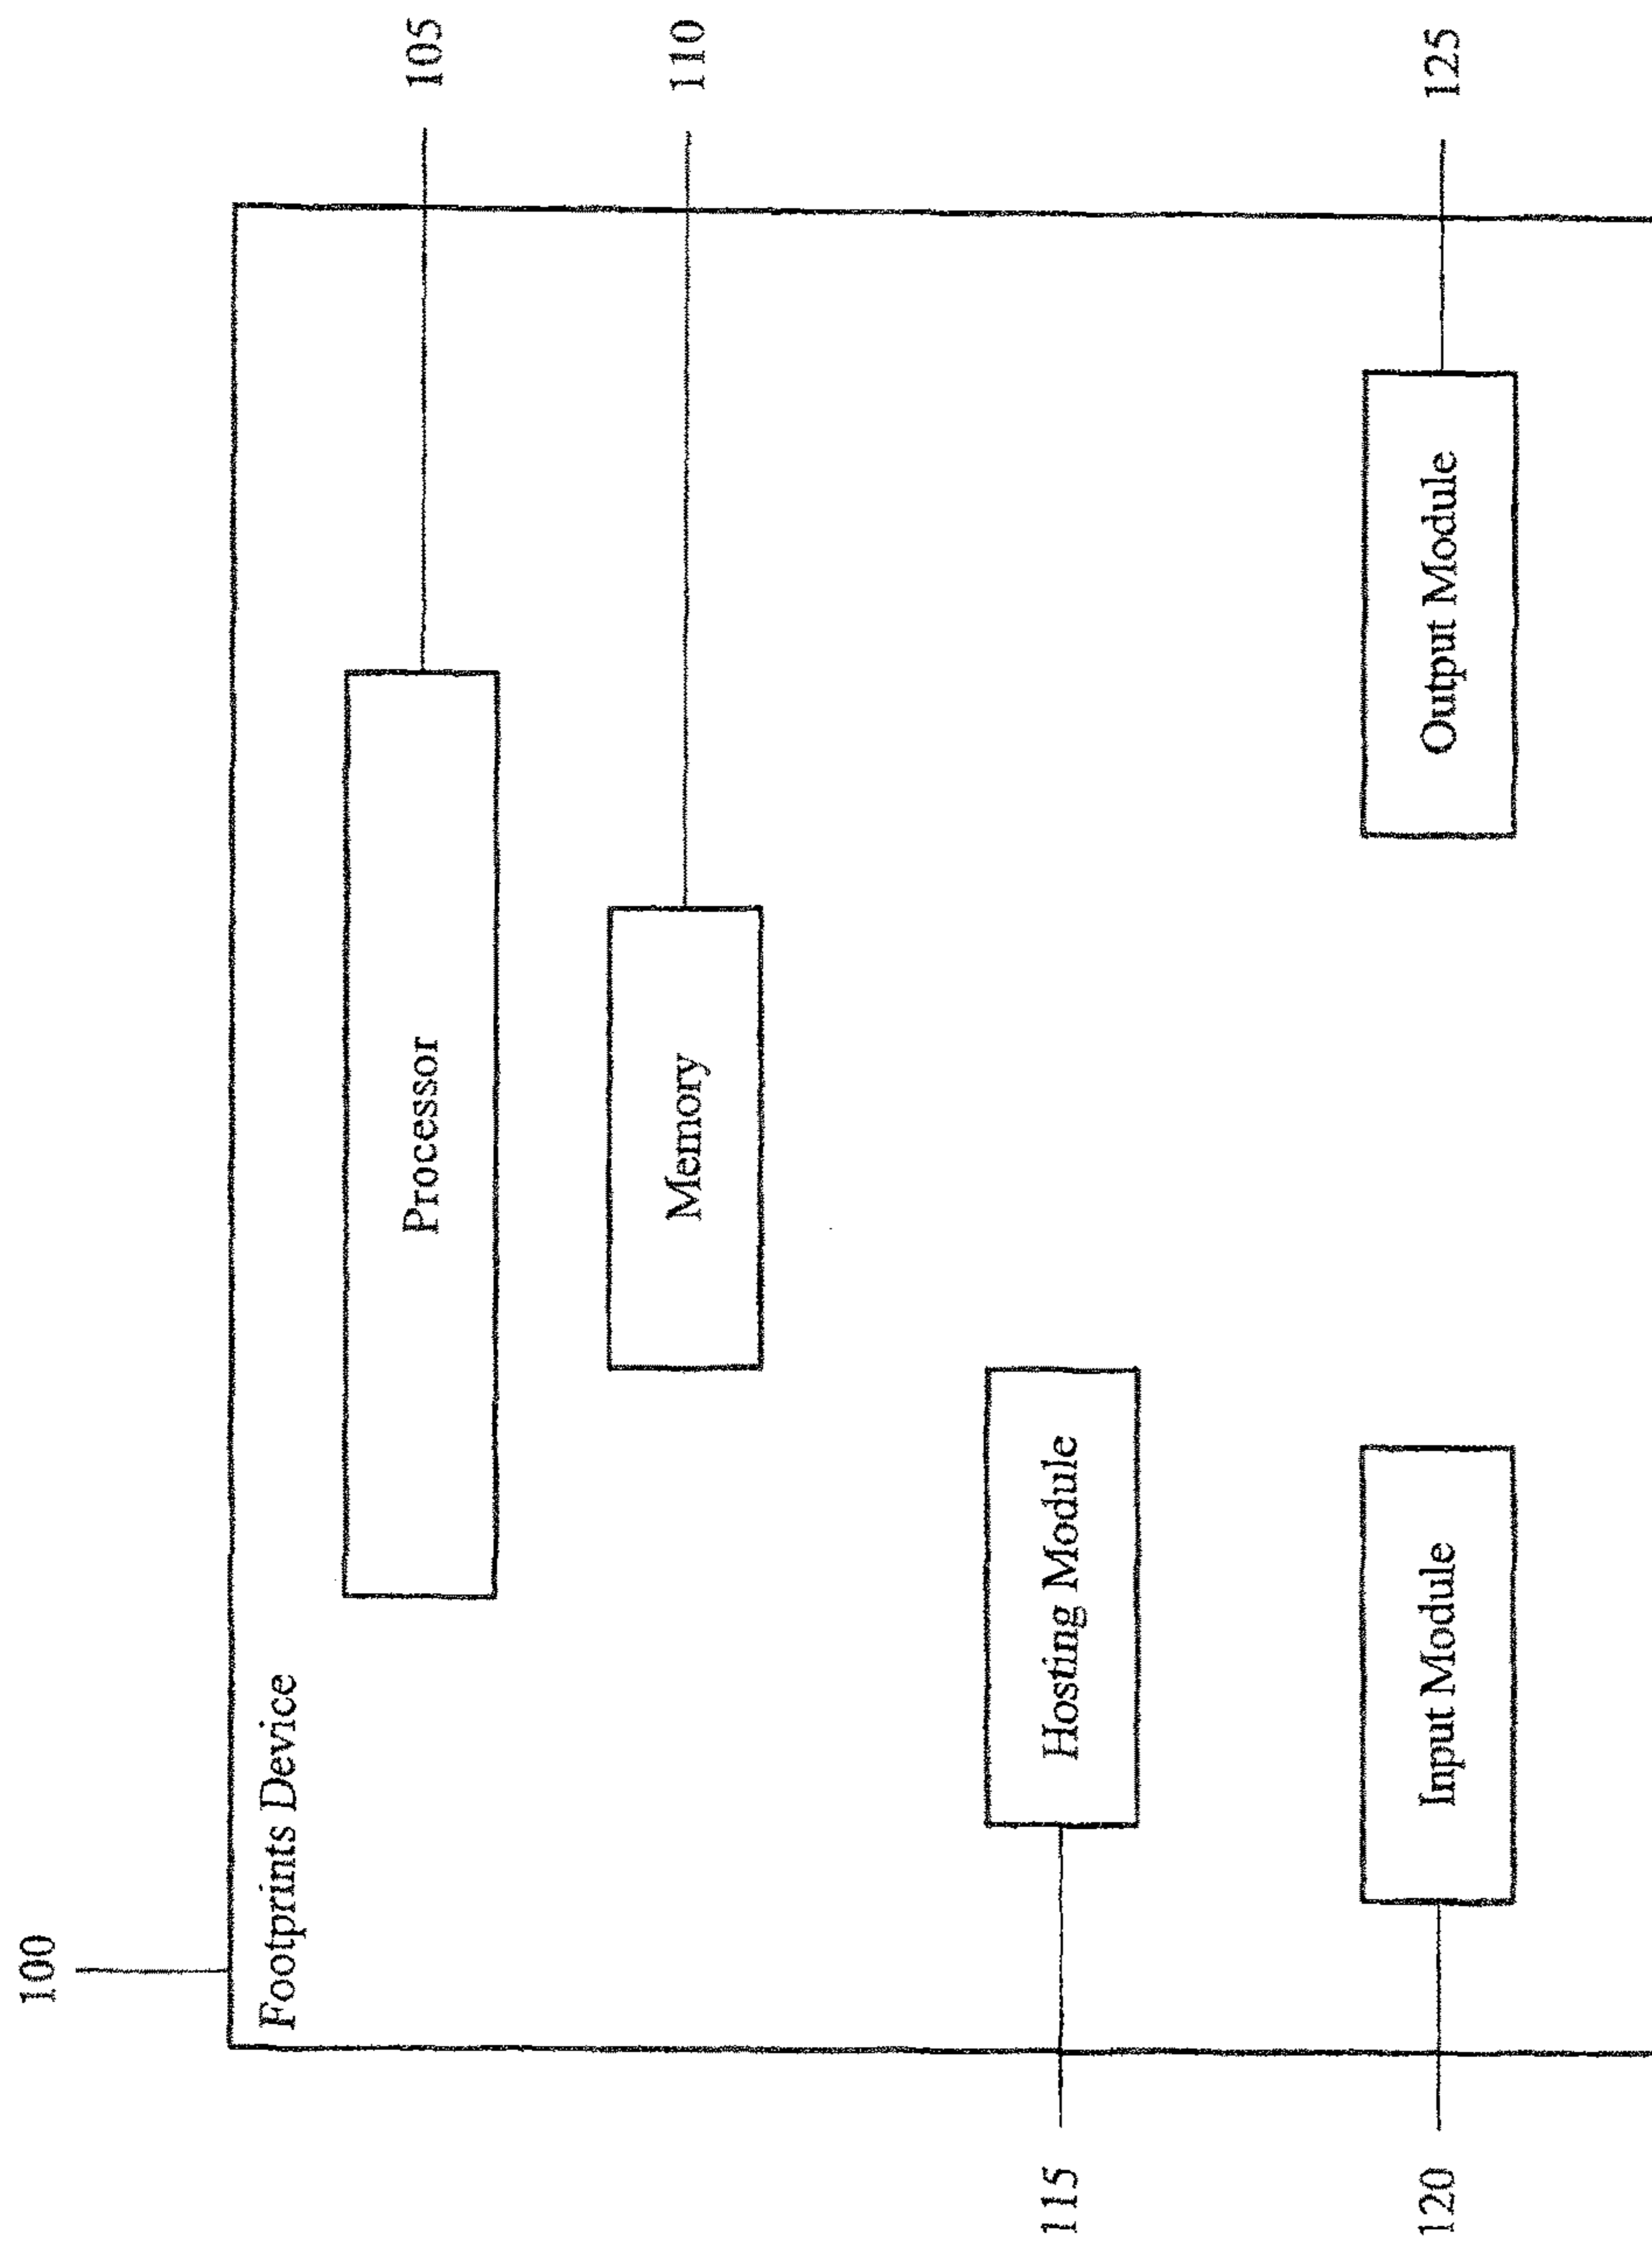 100
Footprints Device
Processor
105
Memory
110
115
Hosting Module
120
Input Module
Output Module
125